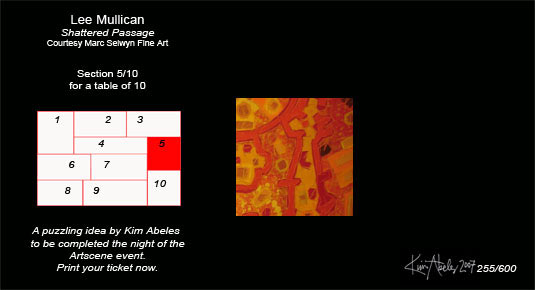 Lee Mullican
Shattered Passage
Courtesy Marc Selwyn Fine Art
Section 5/10
for a table of 10
1 2 3
4 5
6 7
8 9 10
A puzzling idea by Kim Abeles
to be completed the night of the
Artscene event.
Print your ticket now.
Kim Abeles 2007 255/600